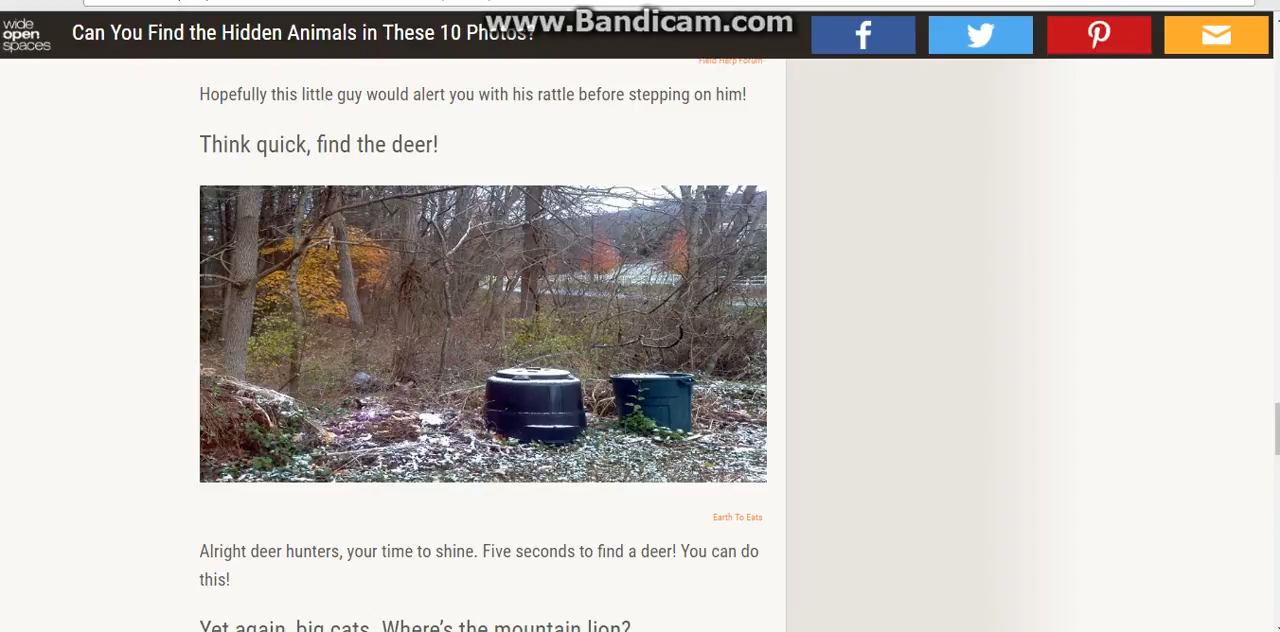 www.Bandicam.com
wide
open
spaces
Can You Find the Hidden Animals in These 10 Photos?
Field Herp Forum
Hopefully this little guy would alert you with his rattle before stepping on him!
Think quick, find the deer!
Earth To Eats
Alright deer hunters, your time to shine. Five seconds to find a deer! You can do
this!
Yet again, big cats. Where's the mountain lion?